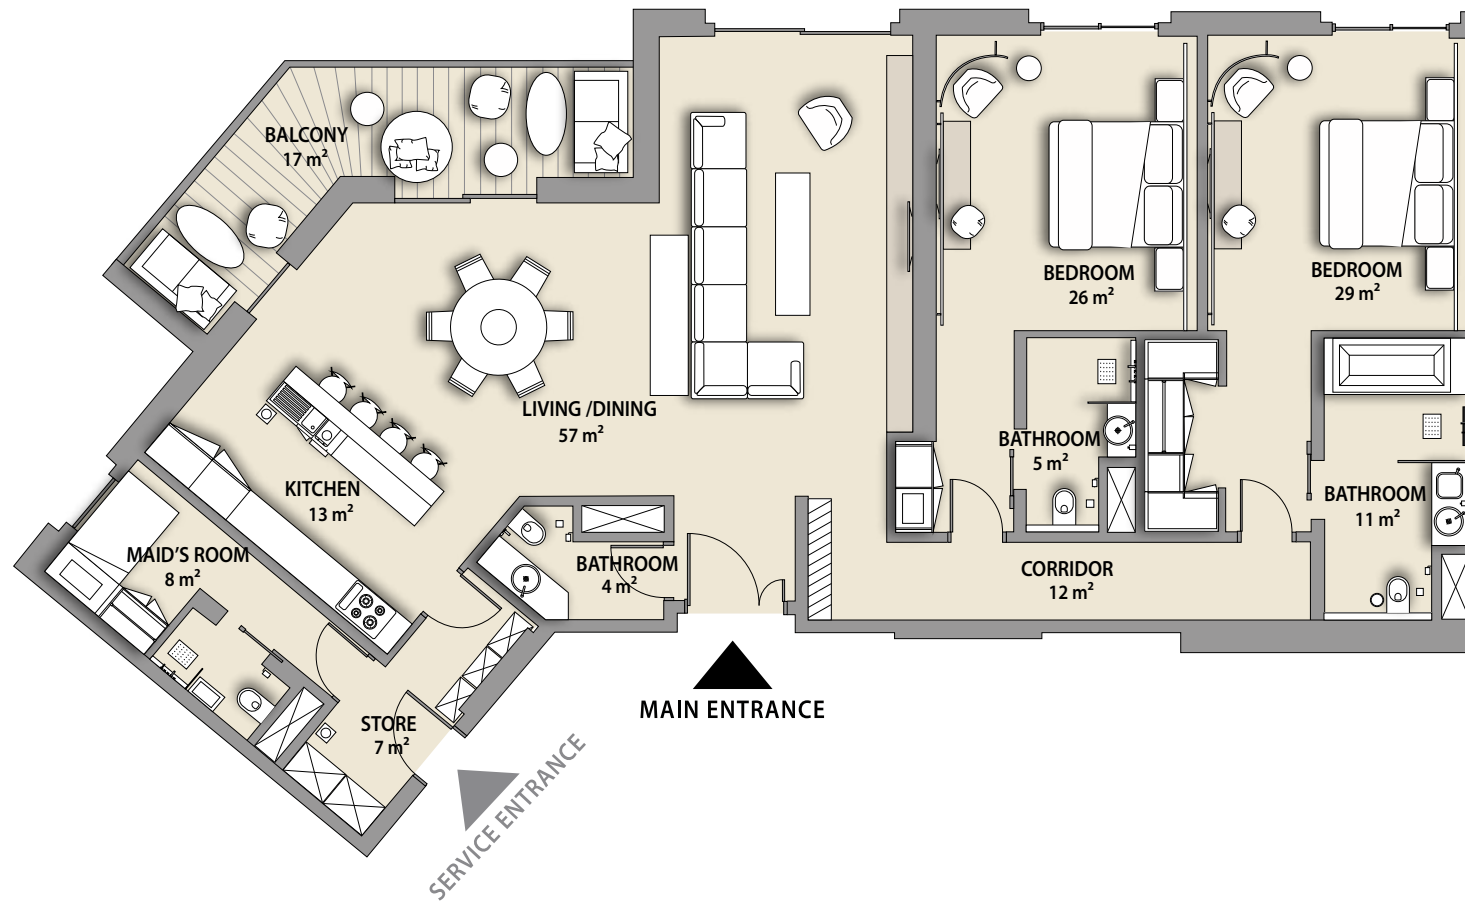 BALCONY
17 m²
BEDROOM
26 m²
BEDROOM
29 m²
LIVING /DINING
57 m²
BATHROOM
5 m²
KITCHEN
13 m²
BATHROOM
11 m²
MAID'S ROOM
8 m²
BATHROOM
4 m²
CORRIDOR
12 m²
STORE
7 m²
MAIN ENTRANCE
SERVICE ENTRANCE